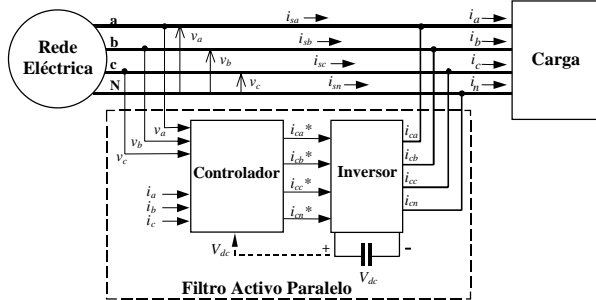 a i_sa i_a
Rede Eléctrica
v_a
b i_sb i_b
v_b
c i_sc i_c
v_c
N i_sn i_n
Carga
v_a
v_b
v_c
i_a
i_b
i_c
Controlador
i_ca*
i_cb*
i_cc*
i_cn*
Inversor
i_ca
i_cb
i_cc
i_cn
V_dc
+ -
V_dc
Filtro Activo Paralelo